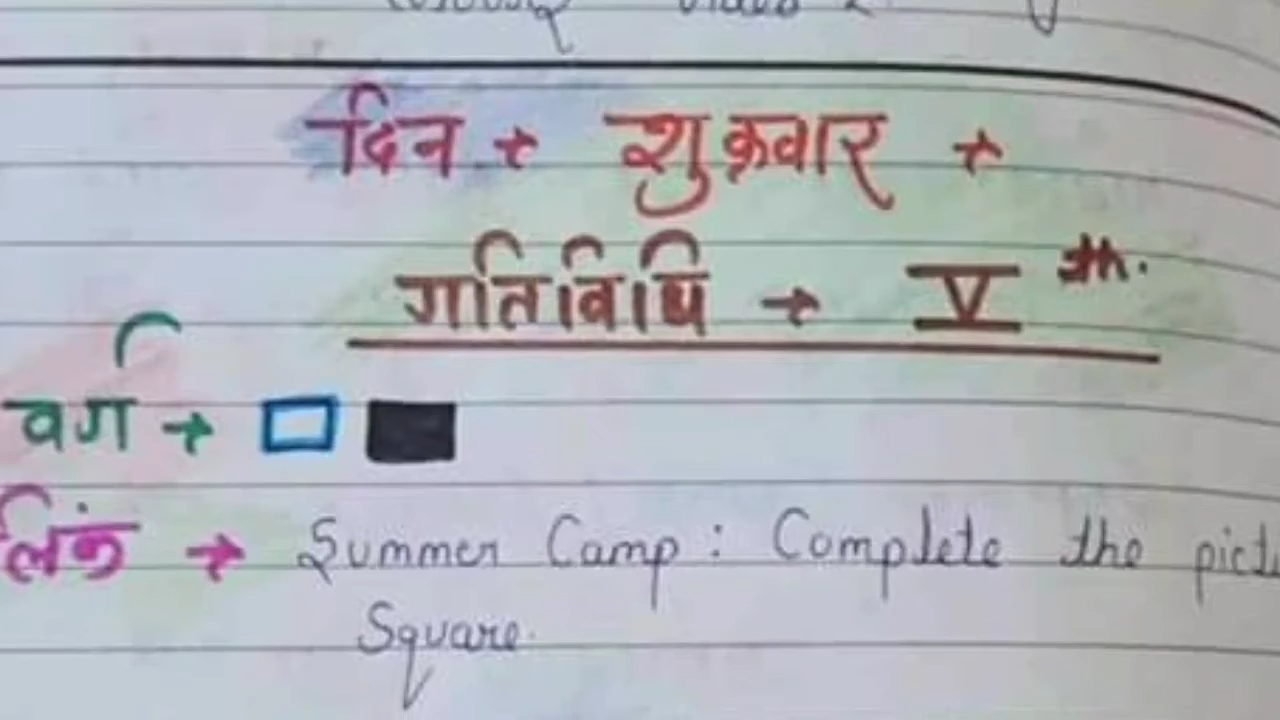 दिन → शुक्रवार →
गतिविधि → V th.
वर्ग →
लिंक → Summer Camp: Complete the
Square.